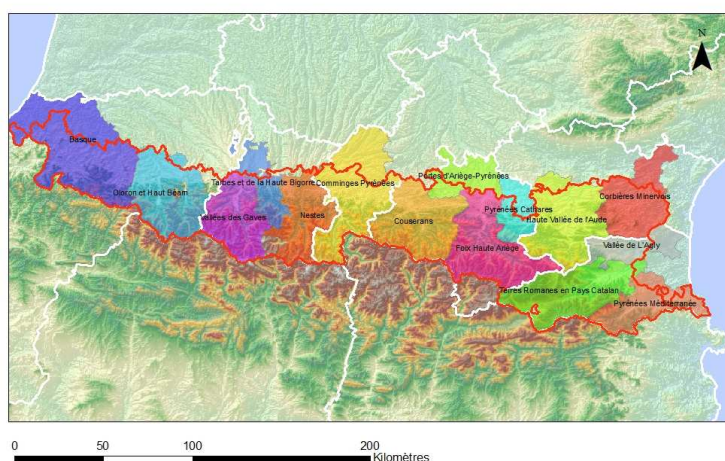 N
Basque
Oloron et Haut Béarn
Tarbes et de la Haute Bigorre
Comminges Pyrénées
Portes d'Ariège-Pyrénées
Vallées des Gaves
Nestes
Couserans
Pyrénées Cathares
Haute Vallée de l'Aude
Corbières Minervois
Foix Haute Ariège
Vallée de L'Agly
Terres Romanes en Pays Catalan
Pyrénées Méditerranée
0 50 100 200
Kilomètres